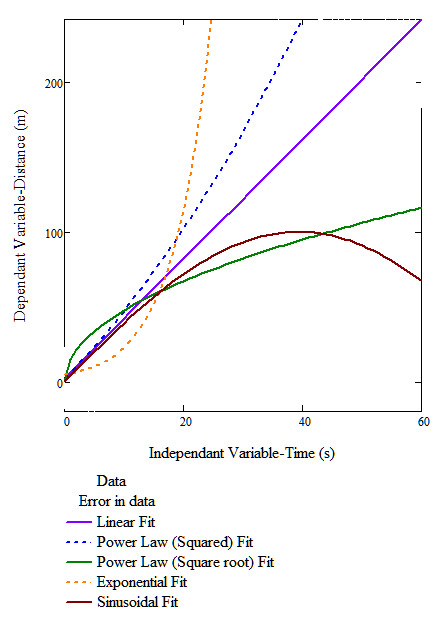 200
100
0
0
20
40
60
Dependant Variable-Distance (m)
Independant Variable-Time (s)
Data
Error in data
Linear Fit
Power Law (Squared) Fit
Power Law (Square root) Fit
Exponential Fit
Sinusoidal Fit